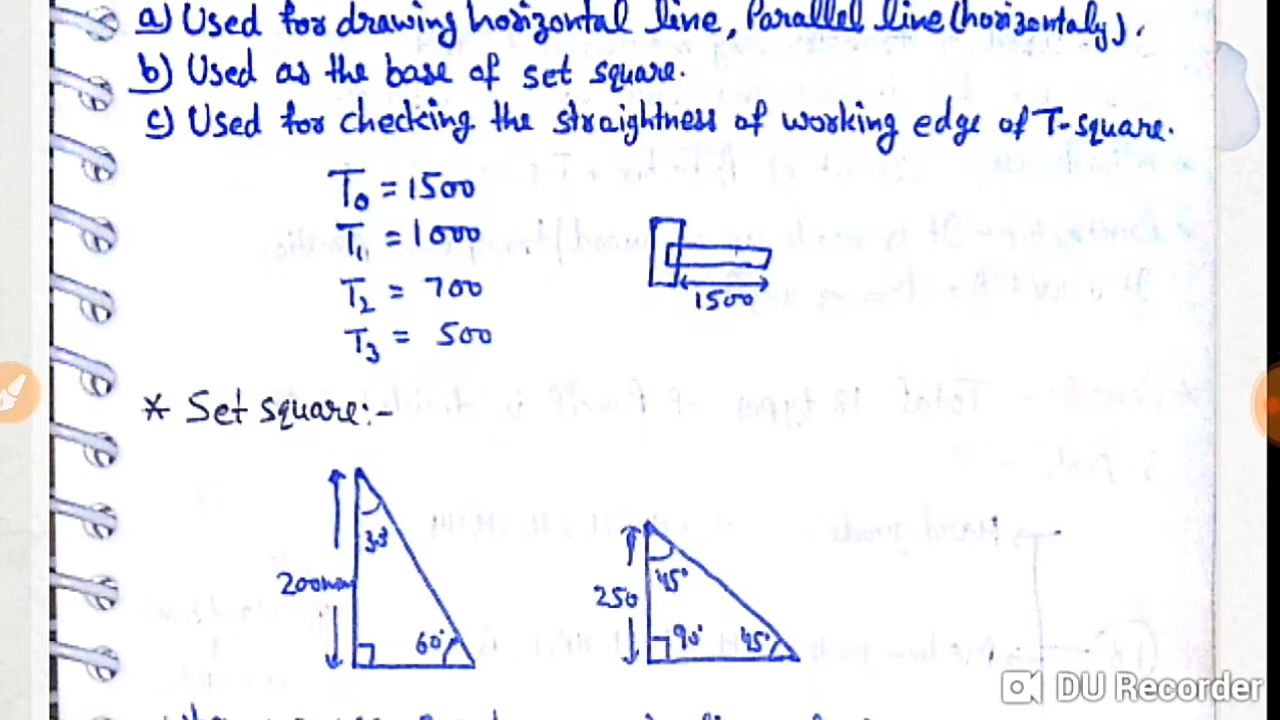 a) Used for drawing horizontal line, Parallel line (horizontaly).
b) Used as the base of set square.
c) Used for checking the straightness of working edge of T-square.
T0 = 1500
T1 = 1000
T2 = 700
T3 = 500
1500
* Set square:-
30°
200mm
60°
45°
250
90°
45°
DU Recorder